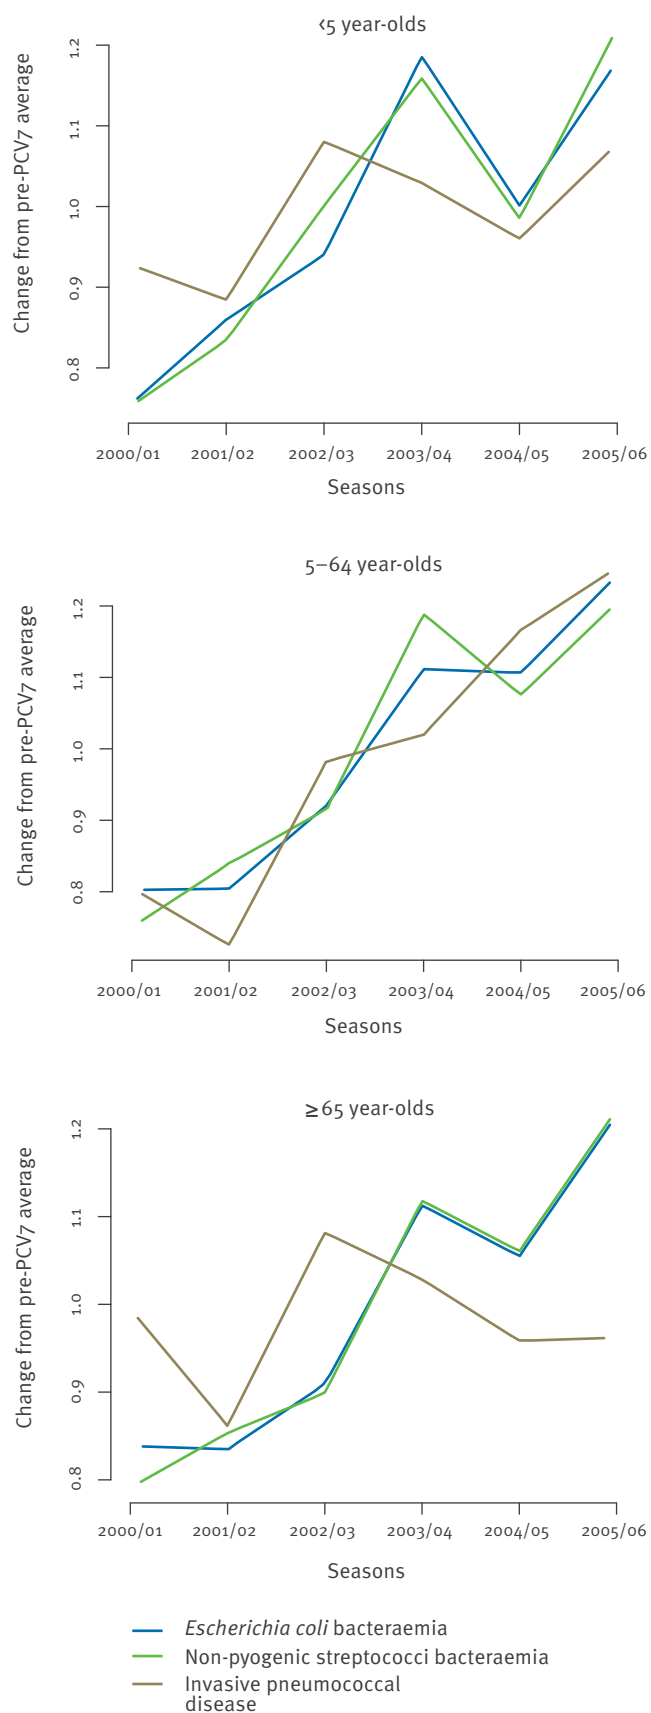 <5 year-olds
Change from pre-PCV7 average
1.2
1.1
1.0
0.9
0.8
2000/01 2001/02 2002/03 2003/04 2004/05 2005/06
Seasons
5–64 year-olds
Change from pre-PCV7 average
1.2
1.1
1.0
0.9
0.8
2000/01 2001/02 2002/03 2003/04 2004/05 2005/06
Seasons
≥65 year-olds
Change from pre-PCV7 average
1.2
1.1
1.0
0.9
0.8
2000/01 2001/02 2002/03 2003/04 2004/05 2005/06
Seasons
Escherichia coli bacteraemia
Non-pyogenic streptococci bacteraemia
Invasive pneumococcal
disease